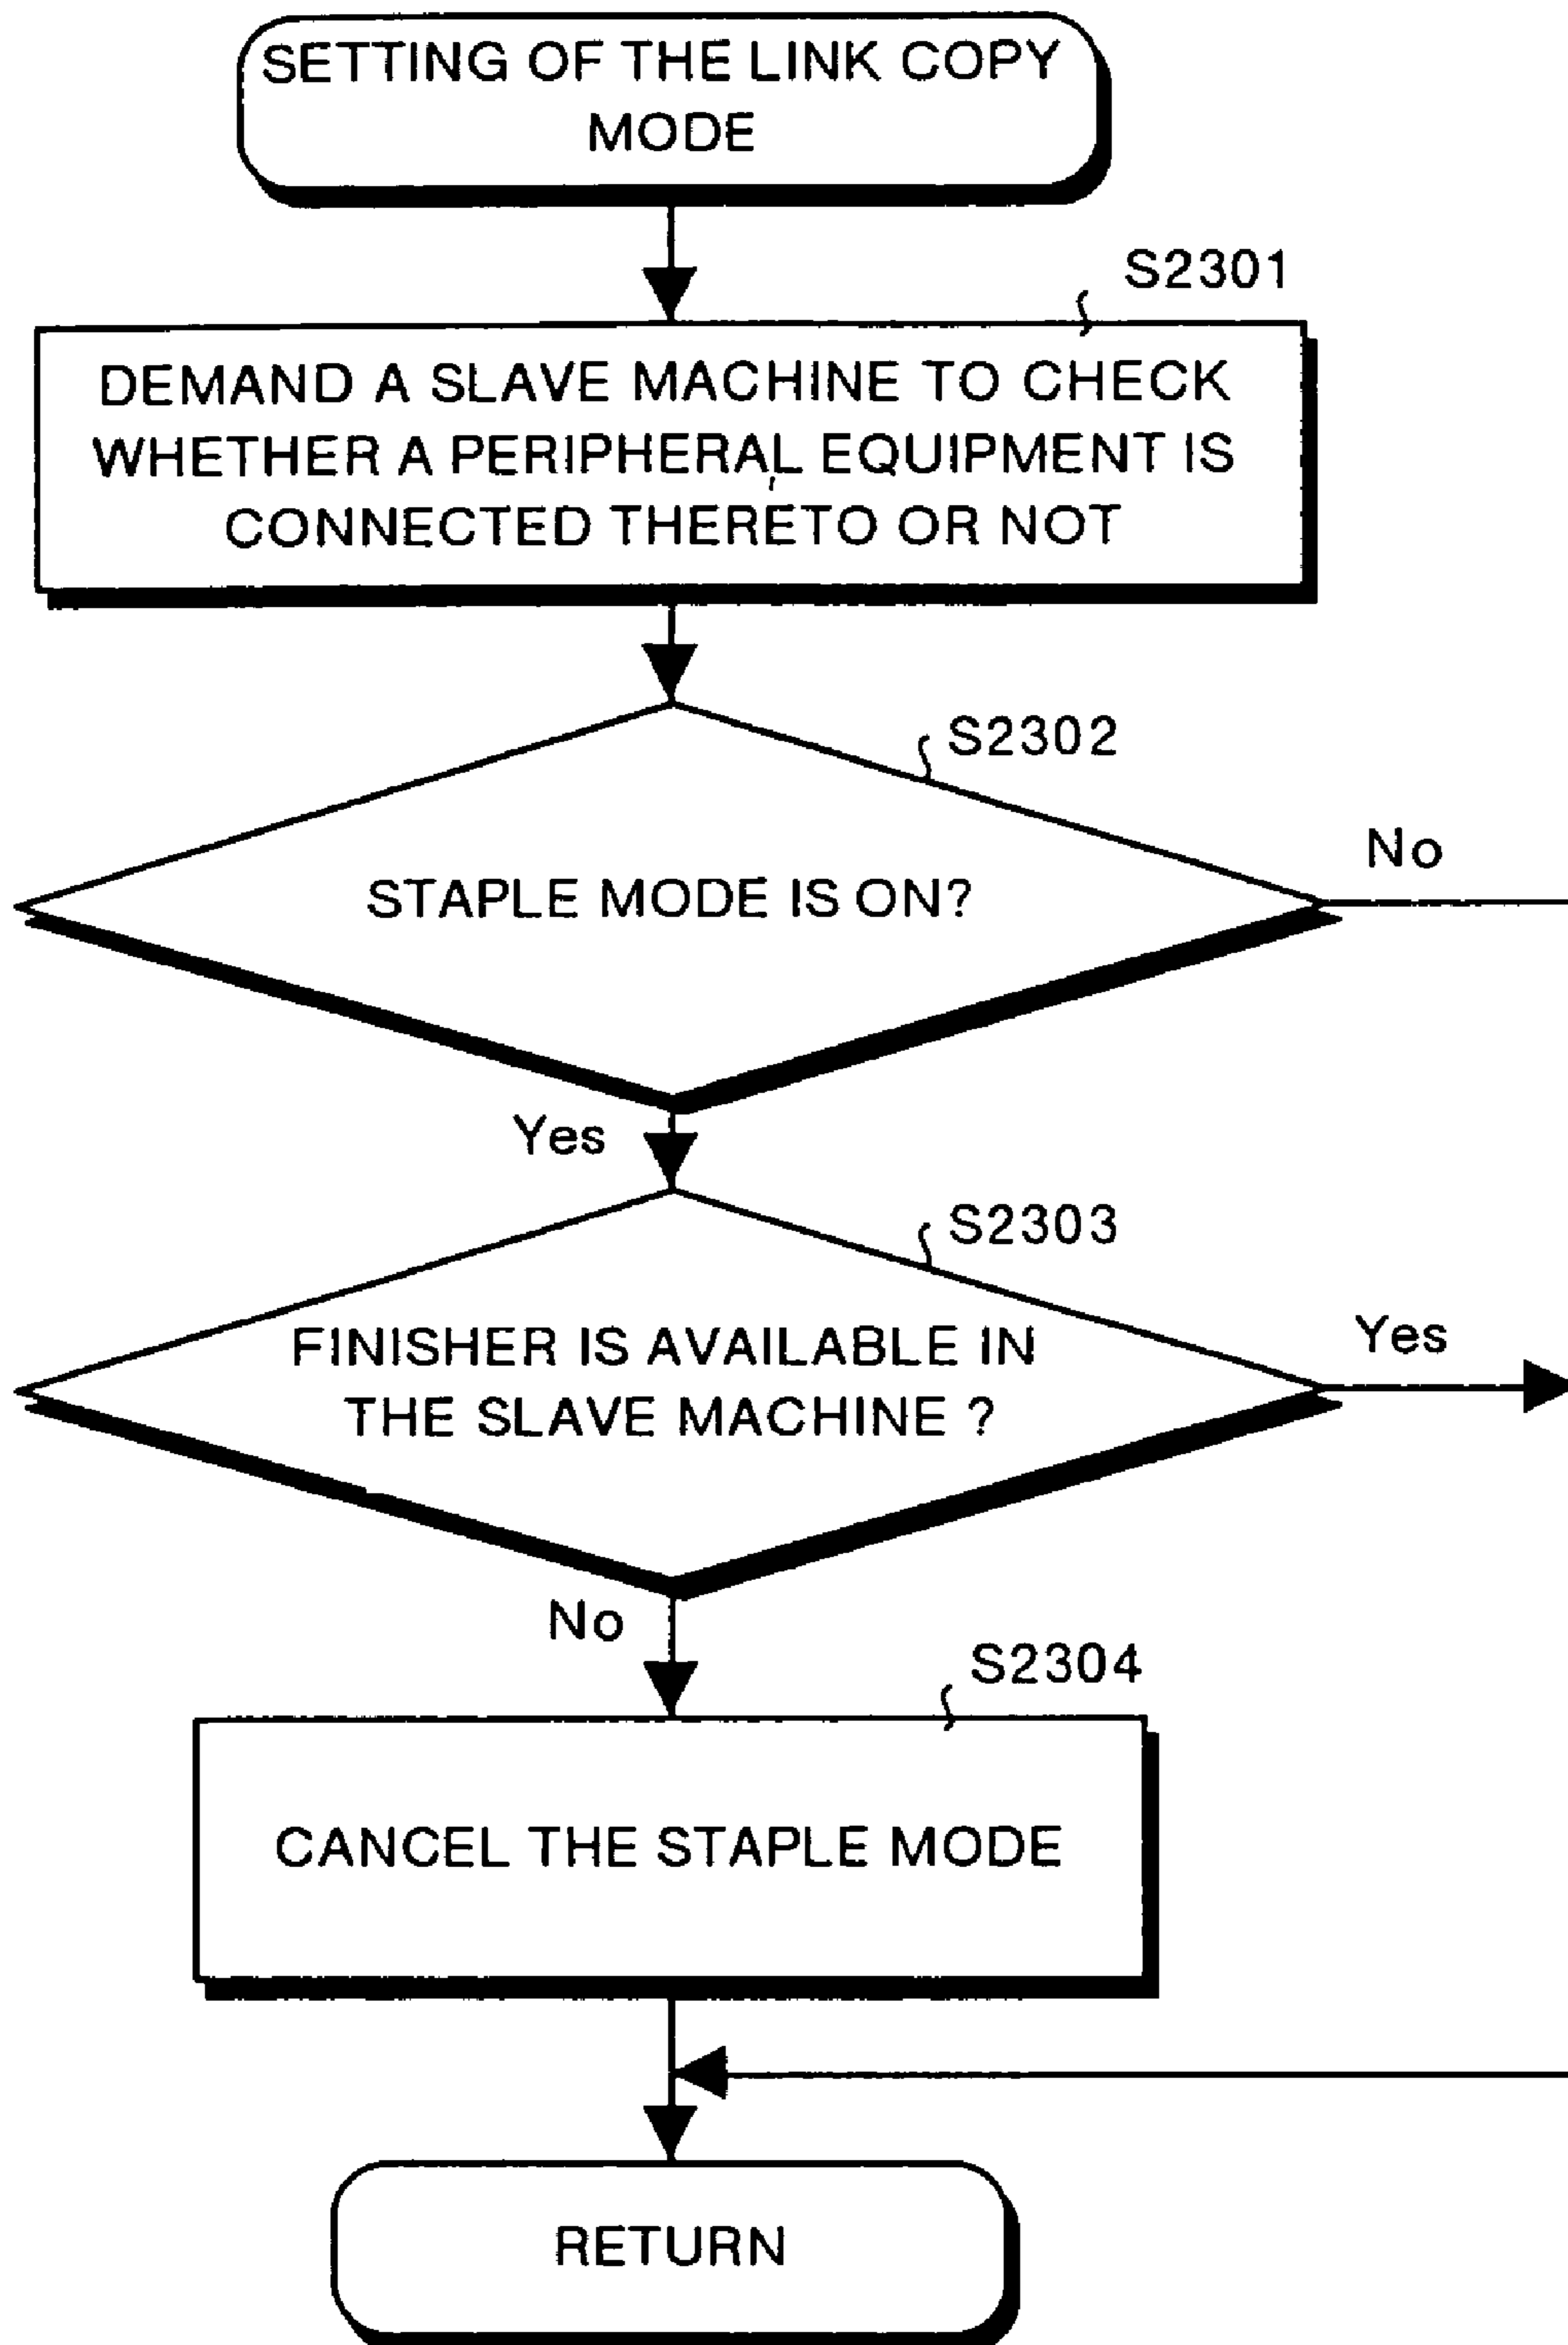 SETTING OF THE LINK COPY
MODE
S2301
DEMAND A SLAVE MACHINE TO CHECK
WHETHER A PERIPHERAL EQUIPMENT IS
CONNECTED THERETO OR NOT
S2302
No
STAPLE MODE IS ON?
Yes
S2303
FINISHER IS AVAILABLE IN
THE SLAVE MACHINE ?
Yes
No
S2304
CANCEL THE STAPLE MODE
RETURN